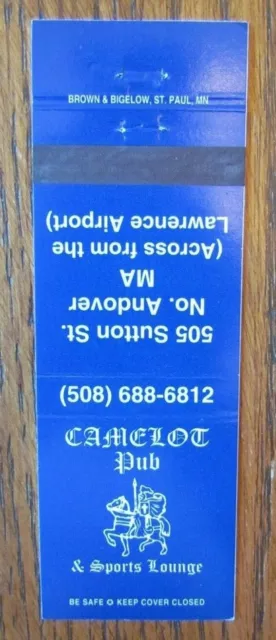 BROWN & BIGELOW, ST. PAUL, MN
505 Sutton St.
No. Andover
MA
(Across from the
Lawrence Airport)
(508) 688-6812
CAMELOT
Pub
& Sports Lounge
BE SAFE ✪ KEEP COVER CLOSED